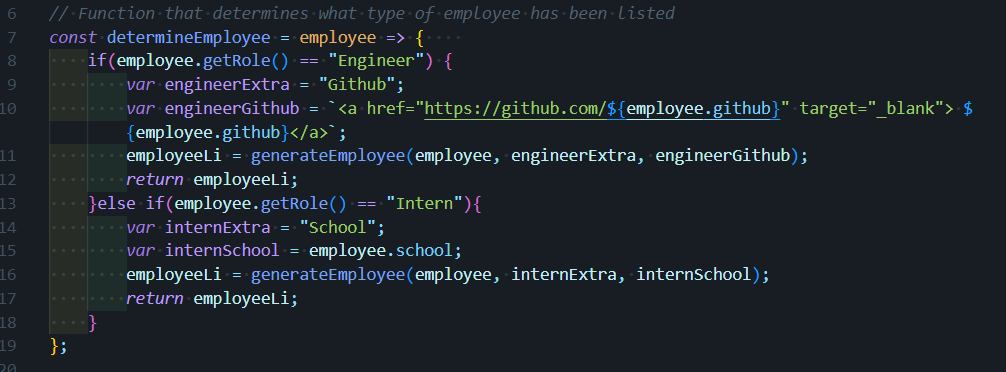 6 // Function that determines what type of employee has been listed
7 const determineEmployee = employee => {
8 if(employee.getRole() == "Engineer") {
9 var engineerExtra = "Github";
10 var engineerGithub = `<a href="https://github.com/${employee.github}" target="_blank"> $
{employee.github}</a>`;
11 employeeLi = generateEmployee(employee, engineerExtra, engineerGithub);
12 return employeeLi;
13 }else if(employee.getRole() == "Intern"){
14 var internExtra = "School";
15 var internSchool = employee.school;
16 employeeLi = generateEmployee(employee, internExtra, internSchool);
17 return employeeLi;
18 }
19 };
20